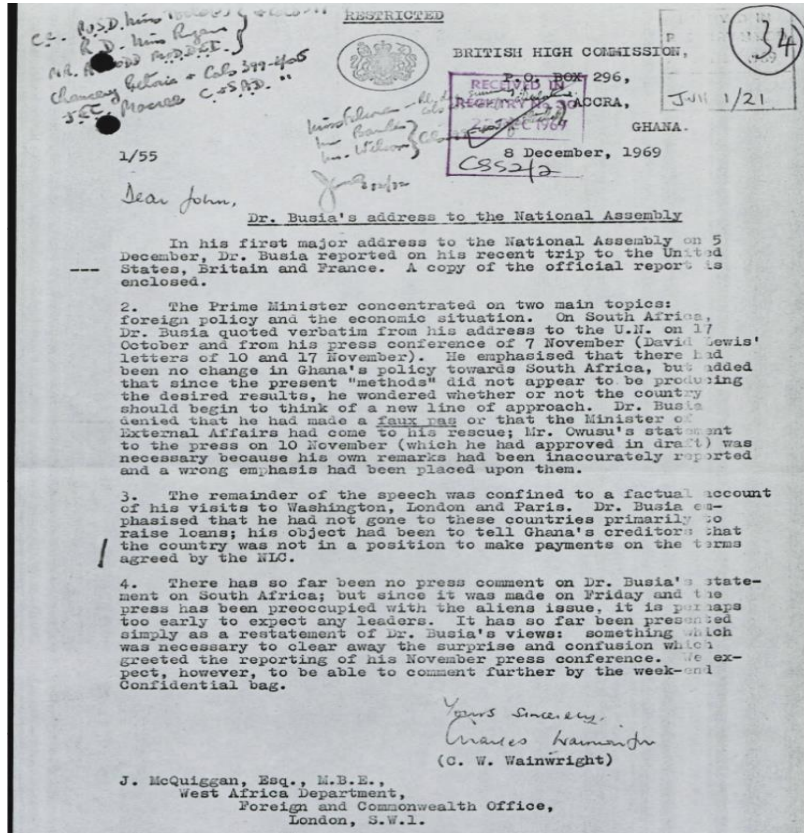 RESTRICTED
34
BRITISH HIGH COMMISSION,
P.O. BOX 296,
ACCRA,
GHANA.
RECEIVED IN
REGISTRY No.
DEC 1969
CSS2/2
JUH 1/21
1/55
8 December, 1969
Dear John,
Dr. Busia's address to the National Assembly
In his first major address to the National Assembly on 5
December, Dr. Busia reported on his recent trip to the United
--- States, Britain and France. A copy of the official report is
enclosed.
2. The Prime Minister concentrated on two main topics:
foreign policy and the economic situation. On South Africa,
Dr. Busia quoted verbatim from his address to the U.N. on 17
October and from his press conference of 7 November (David Lewis'
letters of 10 and 17 November). He emphasised that there had
been no change in Ghana's policy towards South Africa, but added
that since the present "methods" did not appear to be producing
the desired results, he wondered whether or not the country
should begin to think of a new line of approach. Dr. Busia
denied that he had made a faux pas or that the Minister of
External Affairs had come to his rescue; Mr. Owusu's statement
to the press on 10 November (which he had approved in draft) was
necessary because his own remarks had been inaccurately reported
and a wrong emphasis had been placed upon them.
3. The remainder of the speech was confined to a factual account
of his visits to Washington, London and Paris. Dr. Busia em-
phasised that he had not gone to these countries primarily to
raise loans; his object had been to tell Ghana's creditors that
the country was not in a position to make payments on the terms
agreed by the NLC.
4. There has so far been no press comment on Dr. Busia's state-
ment on South Africa; but since it was made on Friday and the
press has been preoccupied with the aliens issue, it is perhaps
too early to expect any leaders. It has so far been presented
simply as a restatement of Dr. Busia's views: something which
was necessary to clear away the surprise and confusion which
greeted the reporting of his November press conference. We ex-
pect, however, to be able to comment further by the week-end
Confidential bag.
Yours sincerely,
Charles Wainwright
(C. W. Wainwright)
J. McQuiggan, Esq., M.B.E.,
West Africa Department,
Foreign and Commonwealth Office,
London, S.W.1.